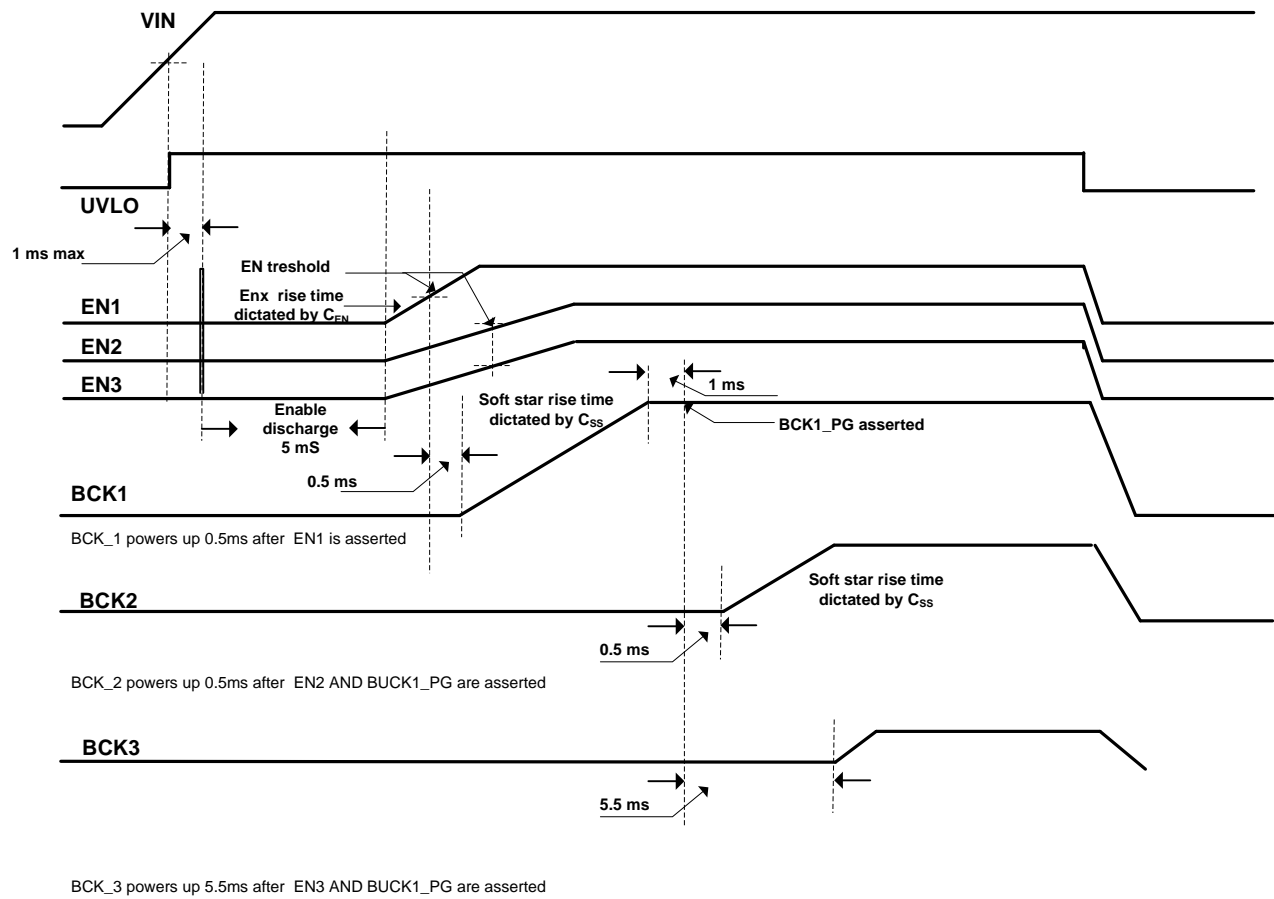 VIN
UVLO
1 ms max
EN treshold
EN1
Enx rise time
dictated by CEN
EN2
EN3
1 ms
Enable
discharge
5 mS
Soft star rise time
dictated by CSS
BCK1_PG asserted
0.5 ms
BCK1
BCK_1 powers up 0.5ms after EN1 is asserted
BCK2
Soft star rise time
dictated by CSS
0.5 ms
BCK_2 powers up 0.5ms after EN2 AND BUCK1_PG are asserted
BCK3
5.5 ms
BCK_3 powers up 5.5ms after EN3 AND BUCK1_PG are asserted